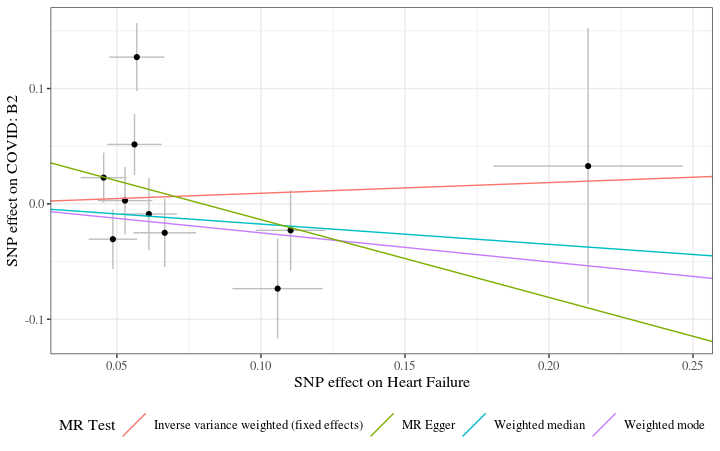 SNP effect on COVID: B2
0.1
0.0
-0.1
0.05
0.10
0.15
0.20
0.25
SNP effect on Heart Failure
MR Test
Inverse variance weighted (fixed effects)
MR Egger
Weighted median
Weighted mode